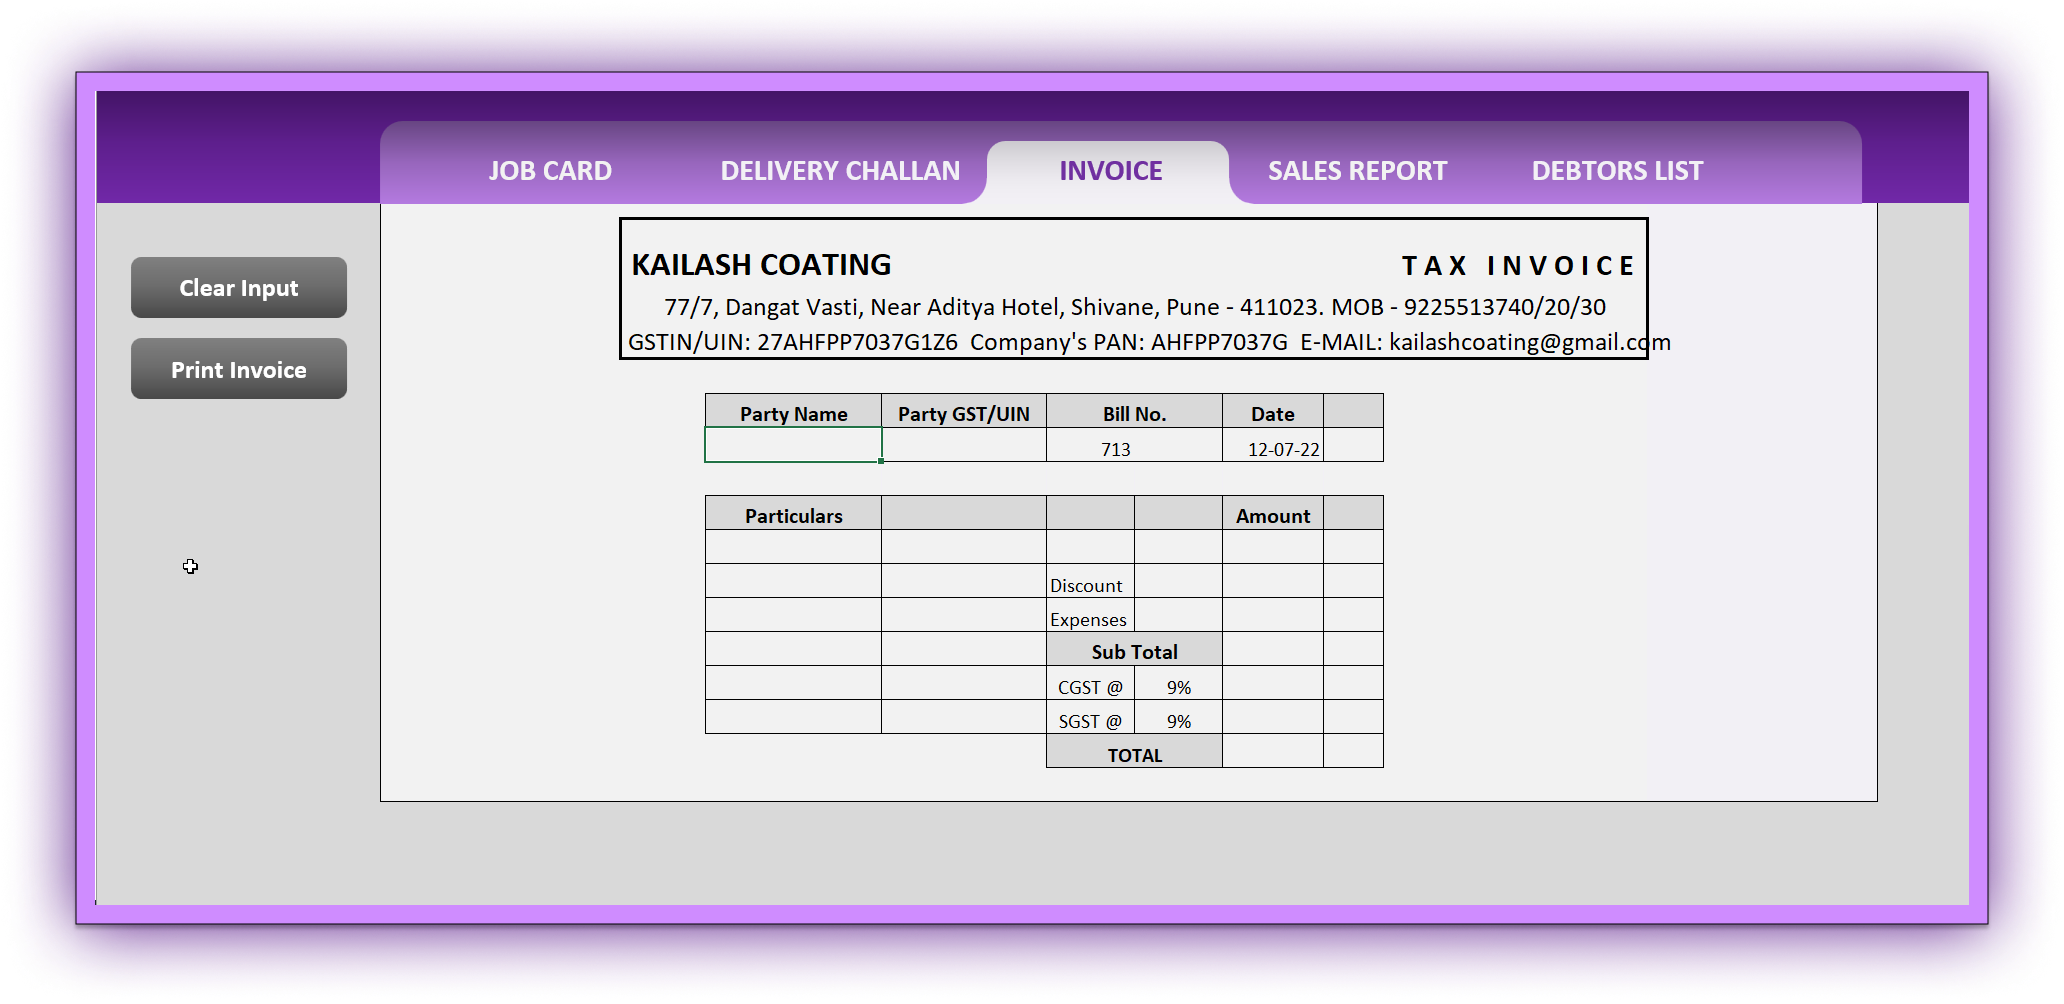 JOB CARD DELIVERY CHALLAN INVOICE SALES REPORT DEBTORS LIST
Clear Input
Print Invoice
KAILASH COATING TAX INVOICE
77/7, Dangat Vasti, Near Aditya Hotel, Shivane, Pune - 411023. MOB - 9225513740/20/30
GSTIN/UIN: 27AHFPP7037G1Z6 Company's PAN: AHFPP7037G E-MAIL: kailashcoating@gmail.com
Party Name Party GST/UIN Bill No. Date
713 12-07-22
Particulars Amount
Discount
Expenses
Sub Total
CGST @ 9%
SGST @ 9%
TOTAL